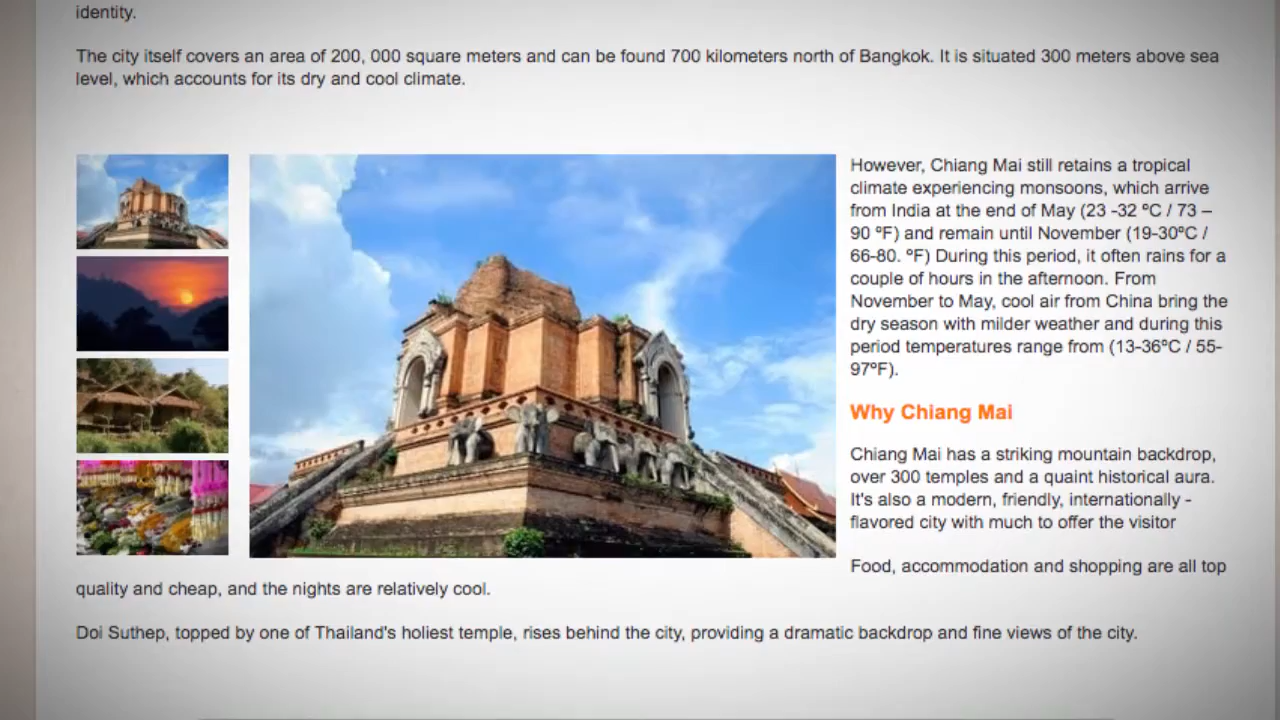 identity.
The city itself covers an area of 200, 000 square meters and can be found 700 kilometers north of Bangkok. It is situated 300 meters above sea
level, which accounts for its dry and cool climate.
However, Chiang Mai still retains a tropical
climate experiencing monsoons, which arrive
from India at the end of May (23 -32 ºC / 73 –
90 ºF) and remain until November (19-30ºC /
66-80. ºF) During this period, it often rains for a
couple of hours in the afternoon. From
November to May, cool air from China bring the
dry season with milder weather and during this
period temperatures range from (13-36ºC / 55-
97ºF).
Why Chiang Mai
Chiang Mai has a striking mountain backdrop,
over 300 temples and a quaint historical aura.
It's also a modern, friendly, internationally -
flavored city with much to offer the visitor
Food, accommodation and shopping are all top
quality and cheap, and the nights are relatively cool.
Doi Suthep, topped by one of Thailand's holiest temple, rises behind the city, providing a dramatic backdrop and fine views of the city.